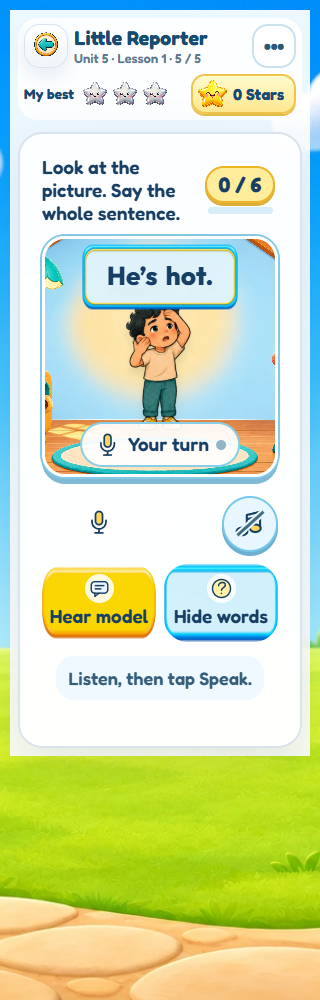 Little Reporter
Unit 5 · Lesson 1 · 5 / 5
My best
0 Stars
Look at the
picture. Say the
whole sentence.
0 / 6
He's hot.
Your turn
Hear model
Hide words
Listen, then tap Speak.